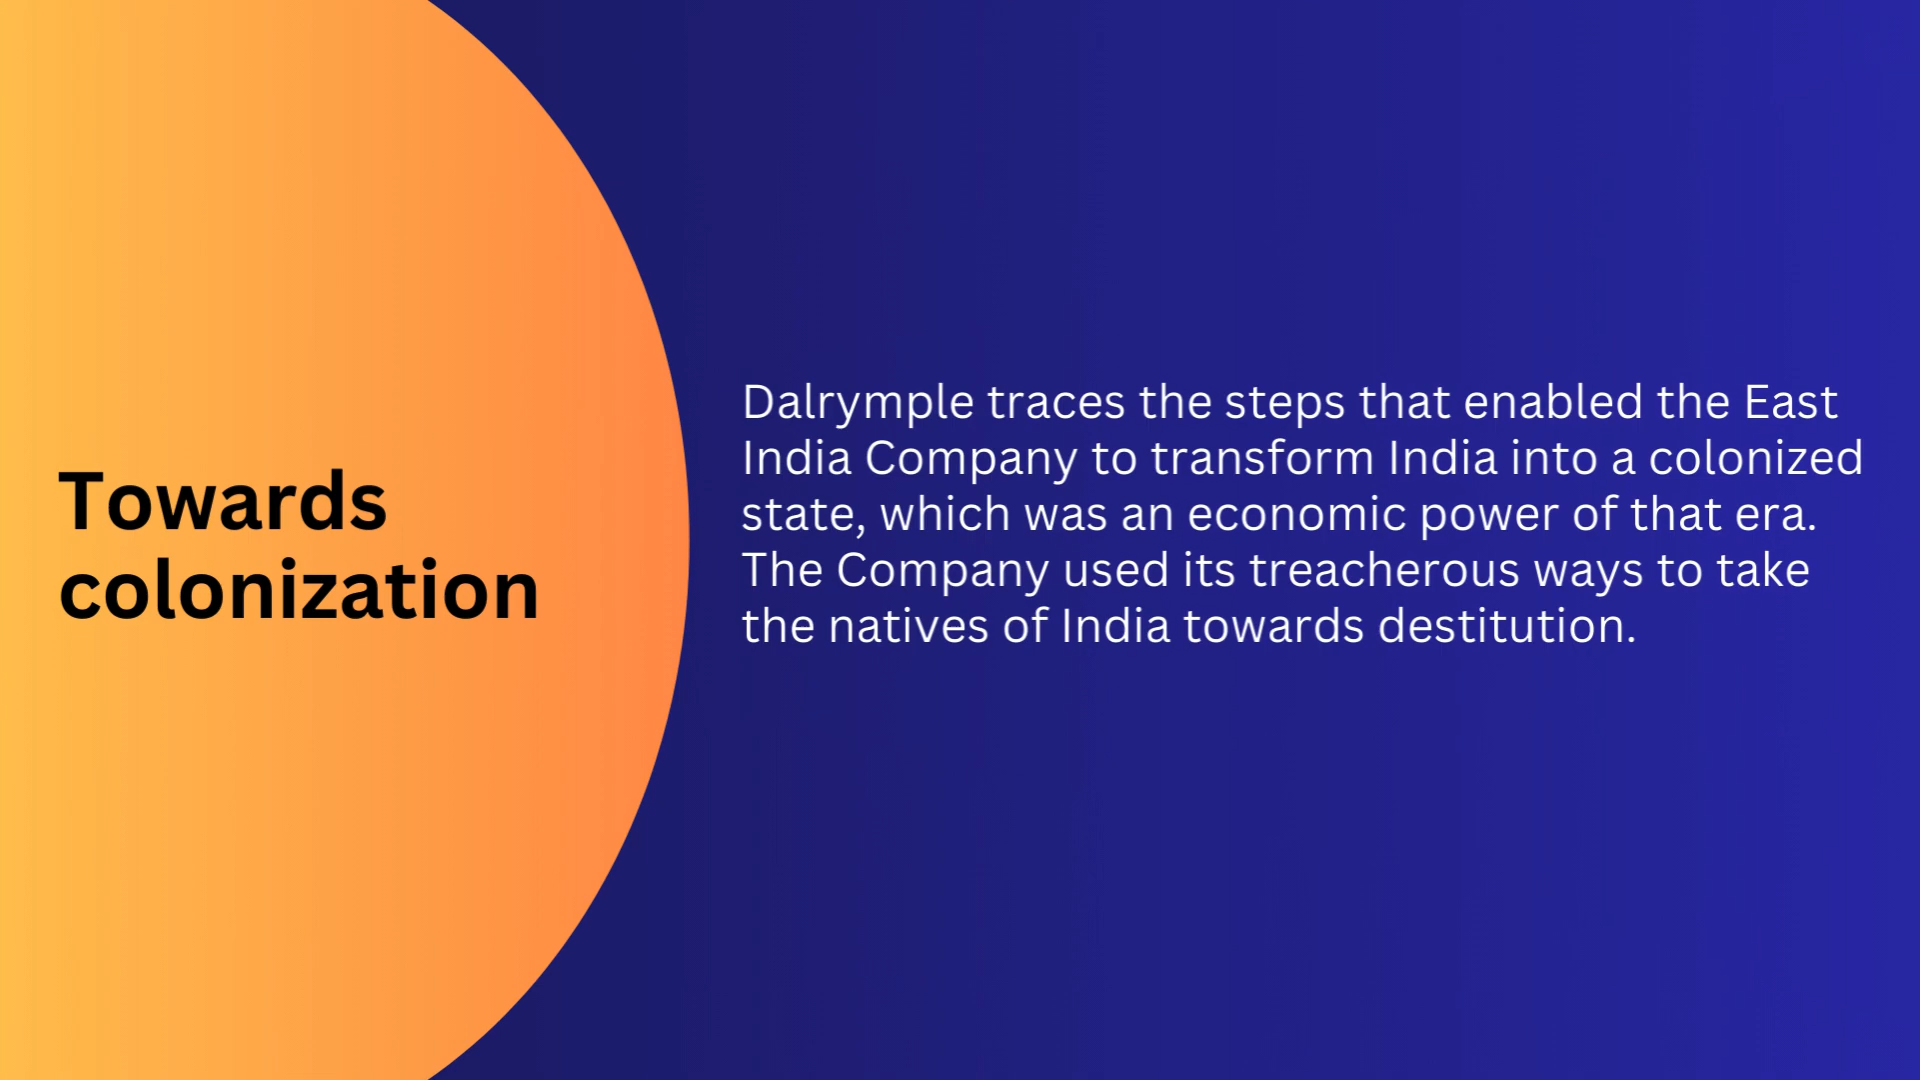 Towards
colonization
Dalrymple traces the steps that enabled the East
India Company to transform India into a colonized
state, which was an economic power of that era.
The Company used its treacherous ways to take
the natives of India towards destitution.